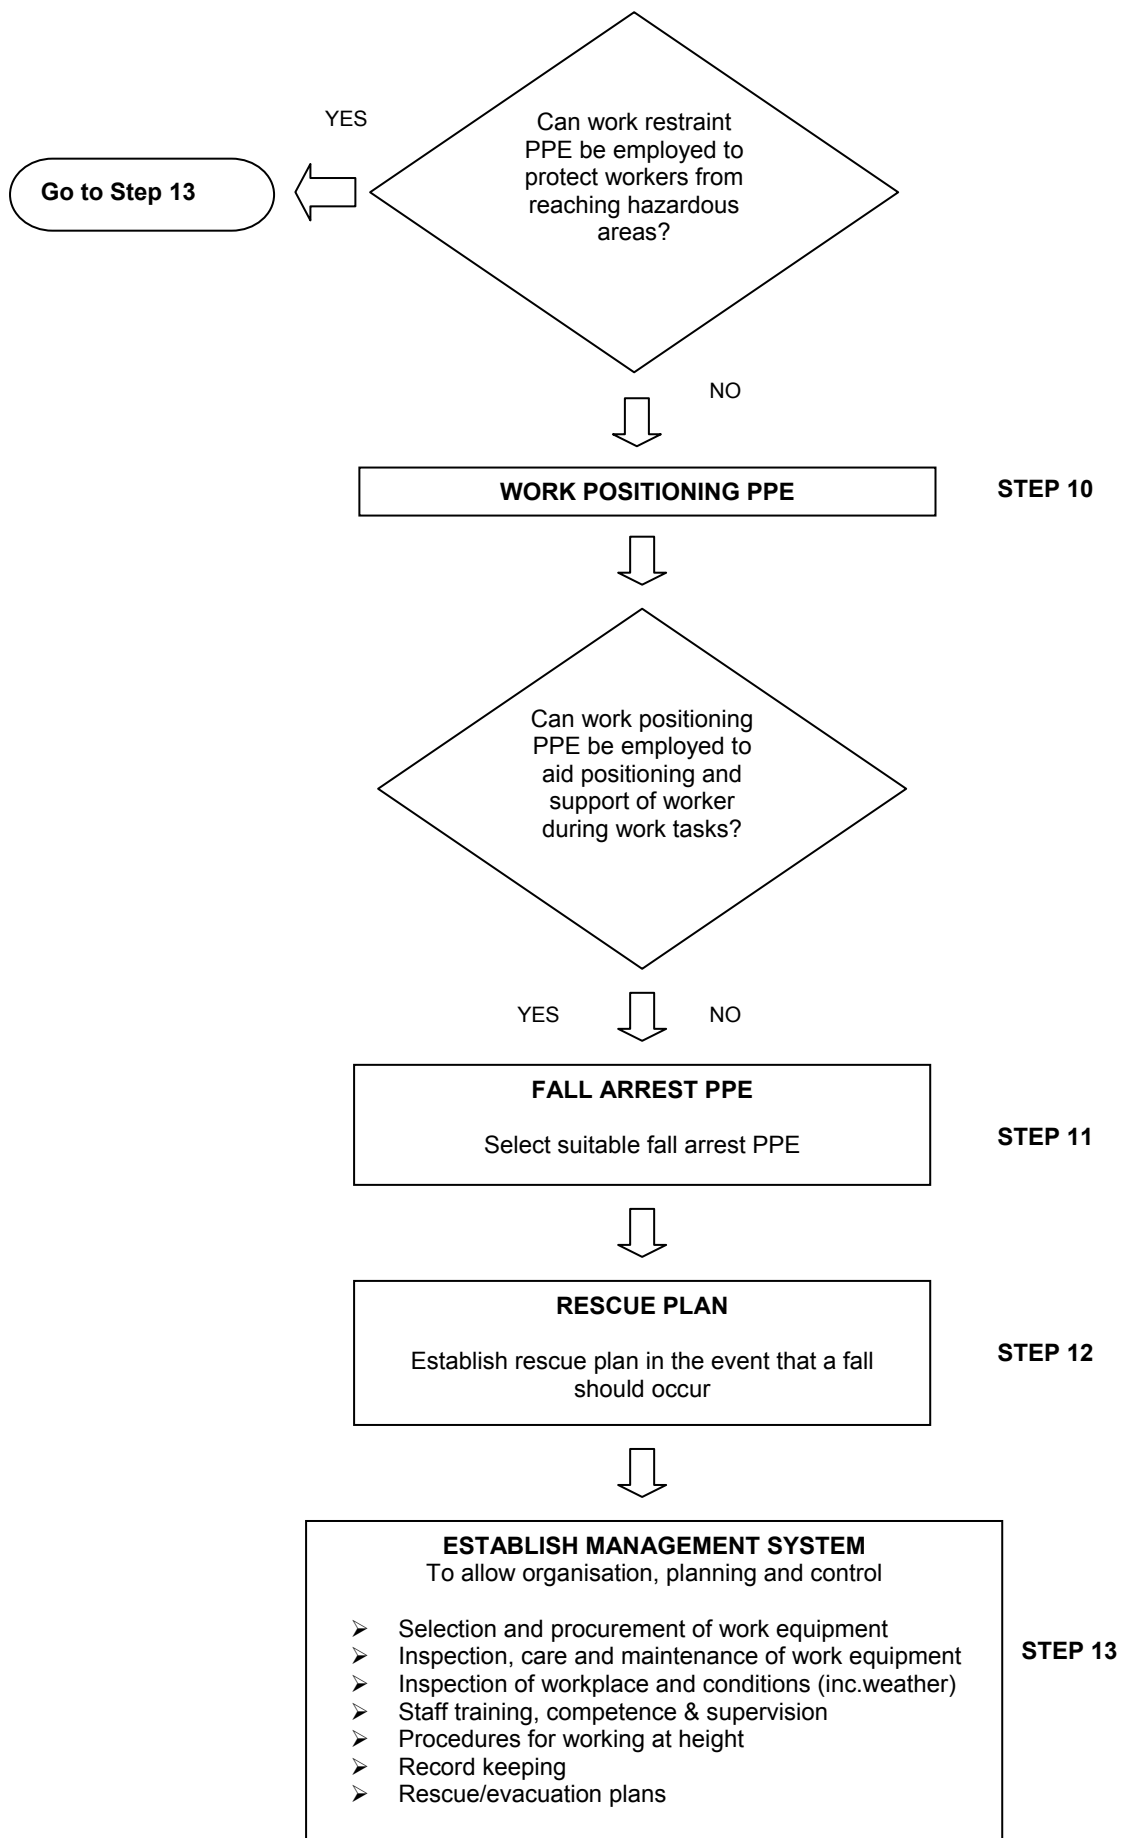 YES
Can work restraint
PPE be employed to
protect workers from
reaching hazardous
areas?
Go to Step 13
NO
WORK POSITIONING PPE
STEP 10
Can work positioning
PPE be employed to
aid positioning and
support of worker
during work tasks?
YES
NO
FALL ARREST PPE
Select suitable fall arrest PPE
STEP 11
RESCUE PLAN
Establish rescue plan in the event that a fall
should occur
STEP 12
ESTABLISH MANAGEMENT SYSTEM
To allow organisation, planning and control
➢ Selection and procurement of work equipment
➢ Inspection, care and maintenance of work equipment
➢ Inspection of workplace and conditions (inc.weather)
➢ Staff training, competence & supervision
➢ Procedures for working at height
➢ Record keeping
➢ Rescue/evacuation plans
STEP 13